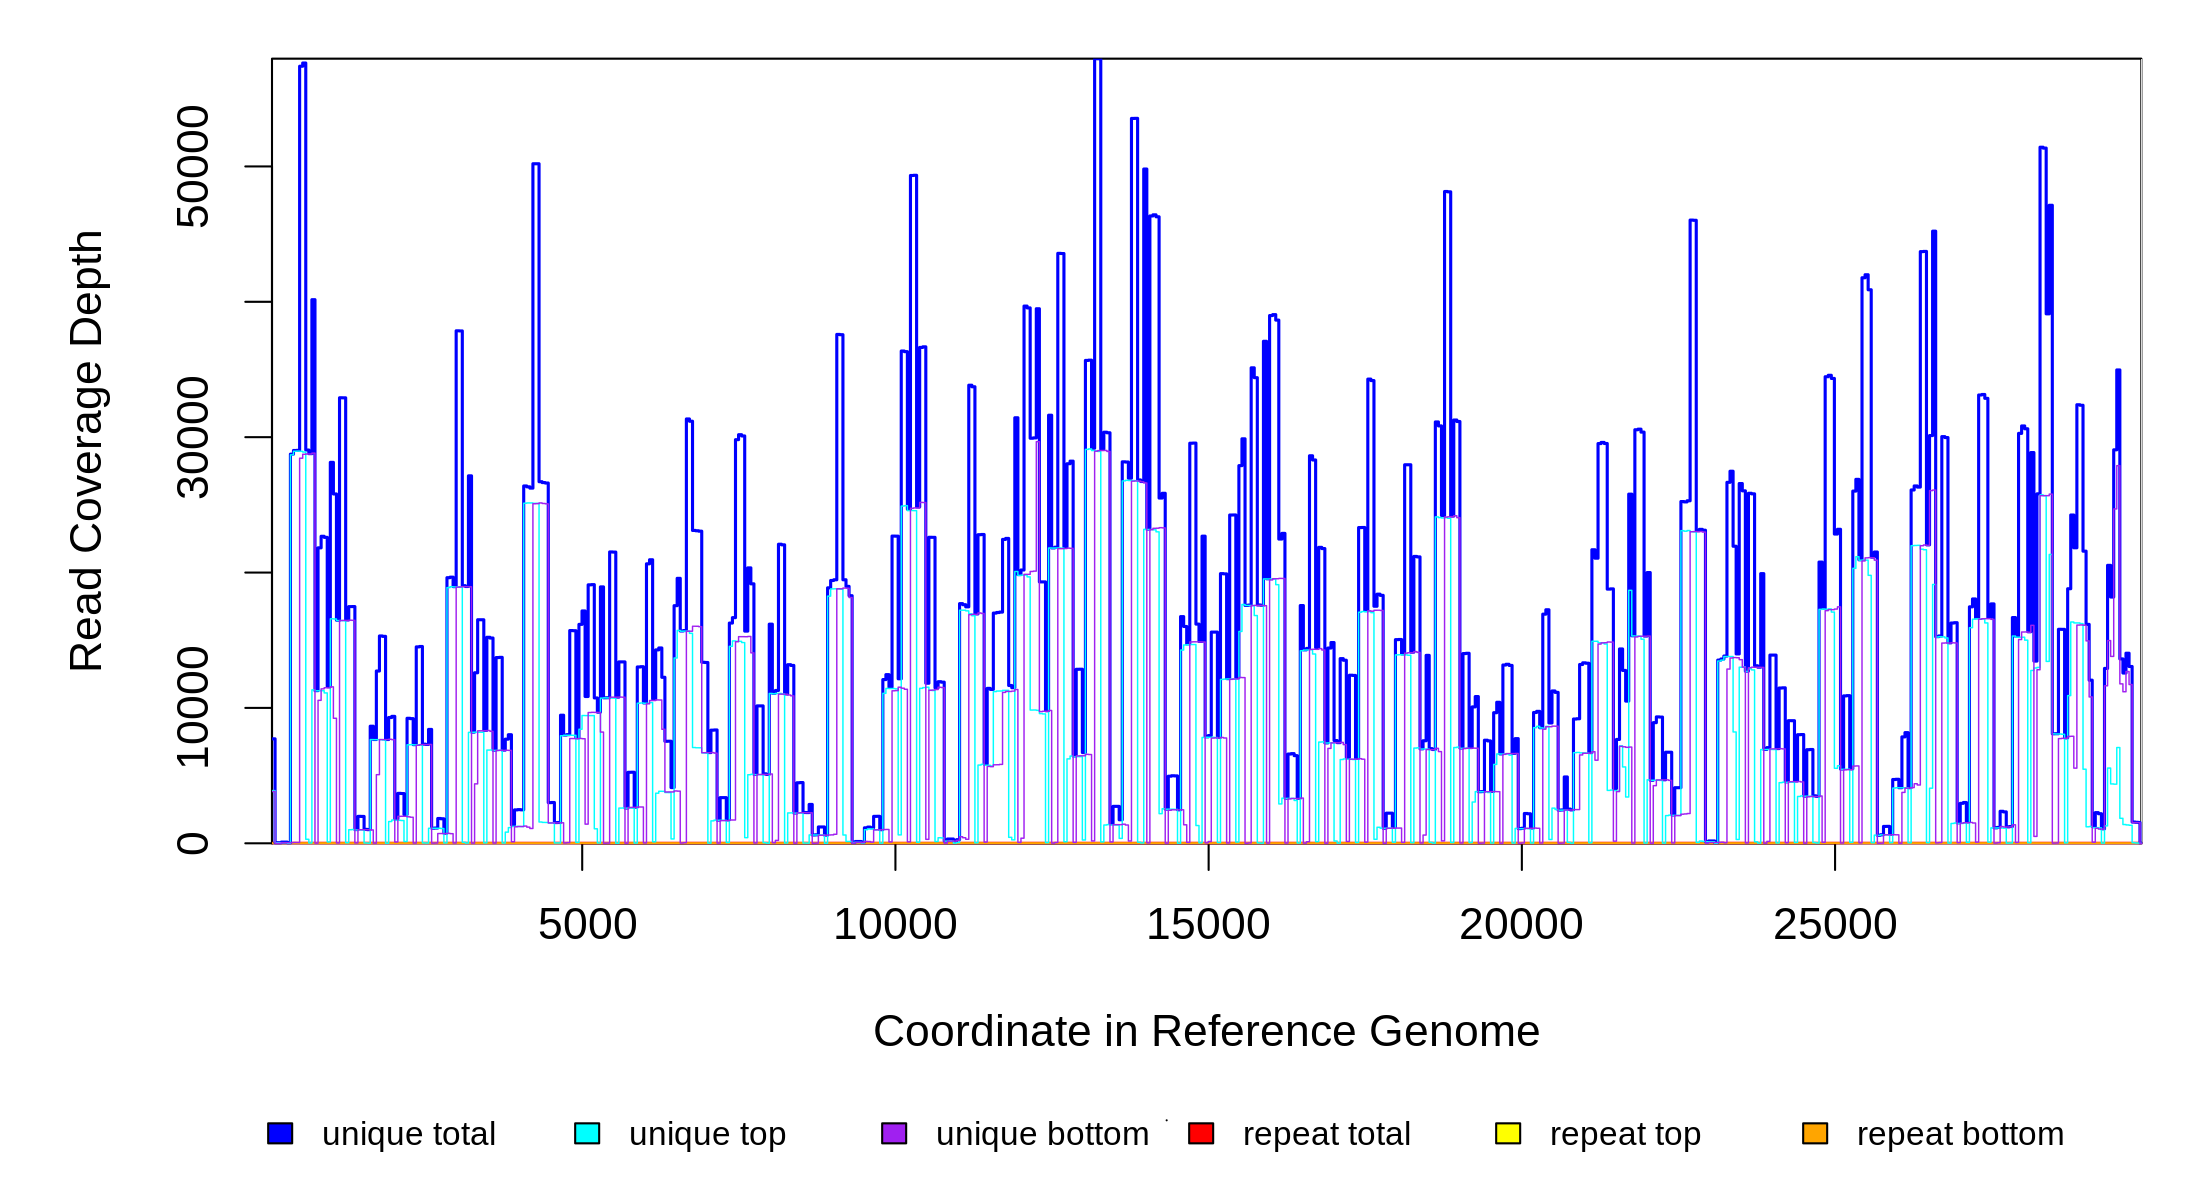 Read Coverage Depth
50000
30000
10000
0
5000 10000 15000 20000 25000
Coordinate in Reference Genome
unique total unique top unique bottom repeat total repeat top repeat bottom